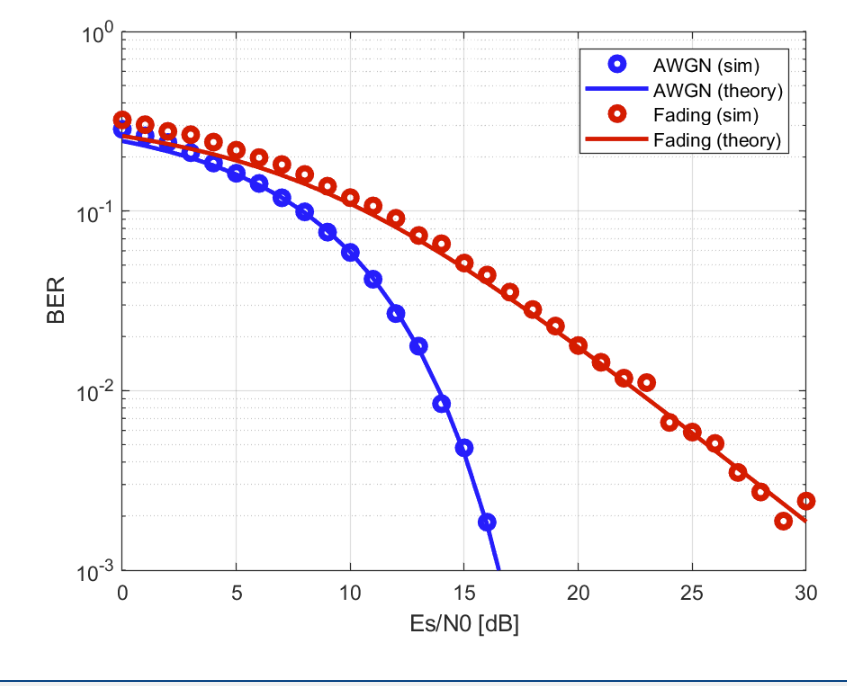 10^0
10^-1
10^-2
10^-3
BER
AWGN (sim)
AWGN (theory)
Fading (sim)
Fading (theory)
0 5 10 15 20 25 30
Es/N0 [dB]